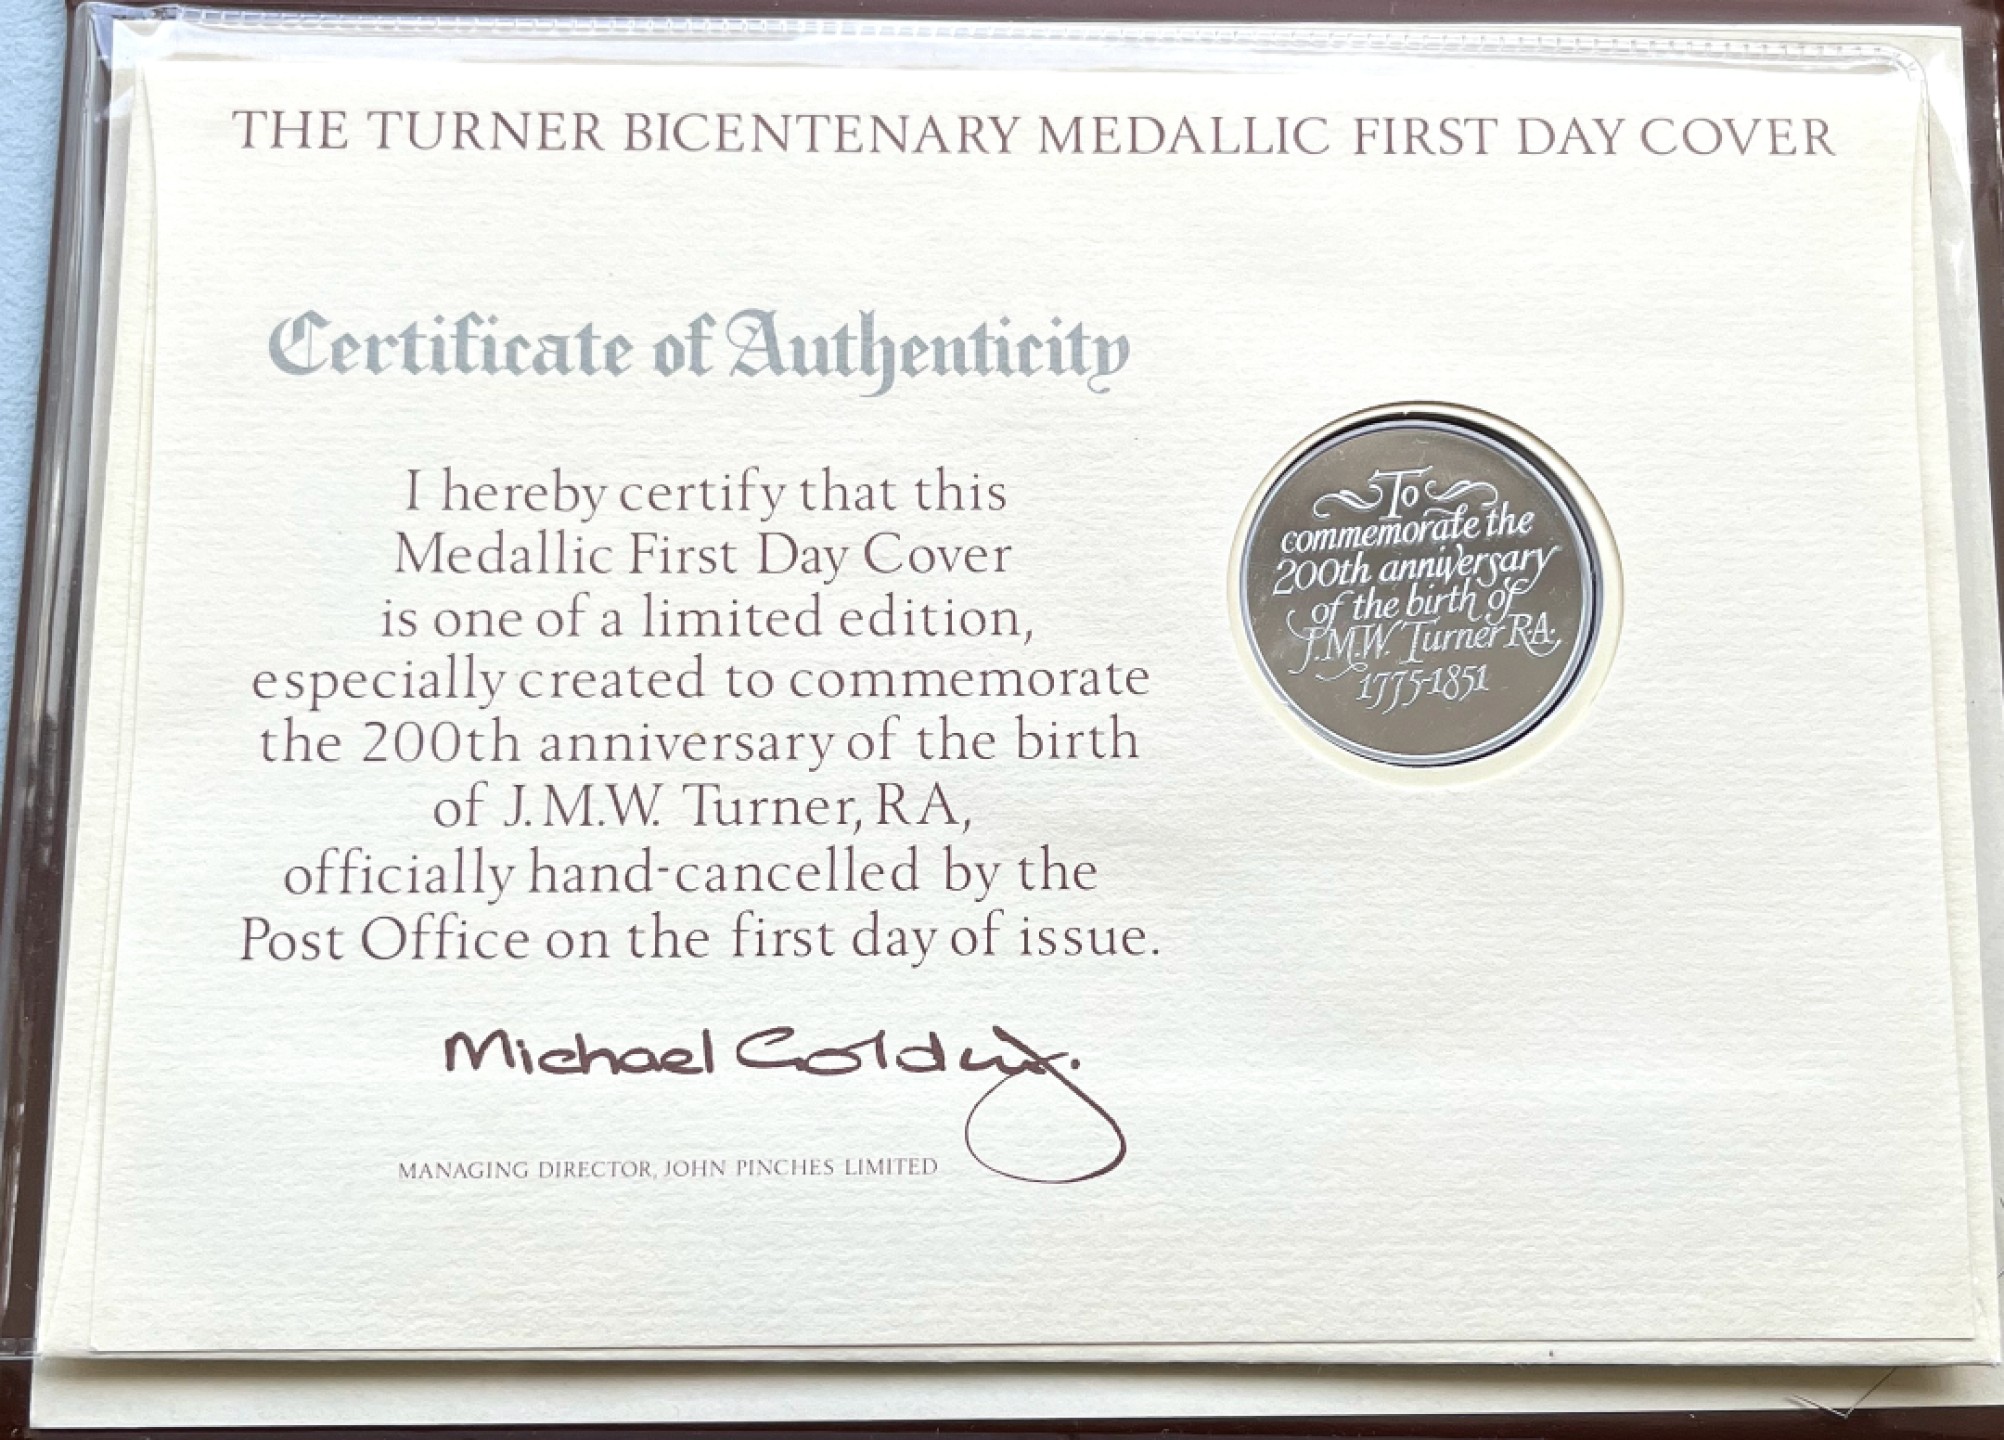 THE TURNER BICENTENARY MEDALLIC FIRST DAY COVER
Certificate of Authenticity
I hereby certify that this
Medallic First Day Cover
is one of a limited edition,
especially created to commemorate
the 200th anniversary of the birth
of J.M.W. Turner, RA,
officially hand-cancelled by the
Post Office on the first day of issue.
Michael
MANAGING DIRECTOR, JOHN PINCHES LIMITED
To
commemorate the
200th anniversary
of the birth of
J.M.W. Turner R.A.
1775-1851